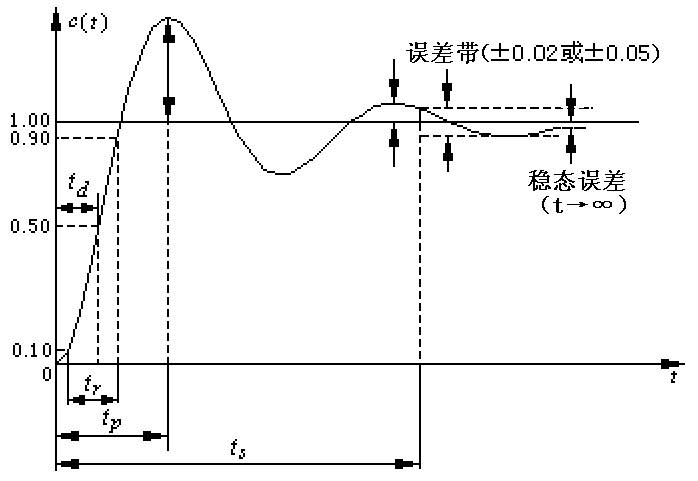 c(t)
误差带(±0.02或±0.05)
1.00
0.90
t_d
稳态误差
(t→∞)
0.50
0.10
0
t
t_r
t_p
t_s